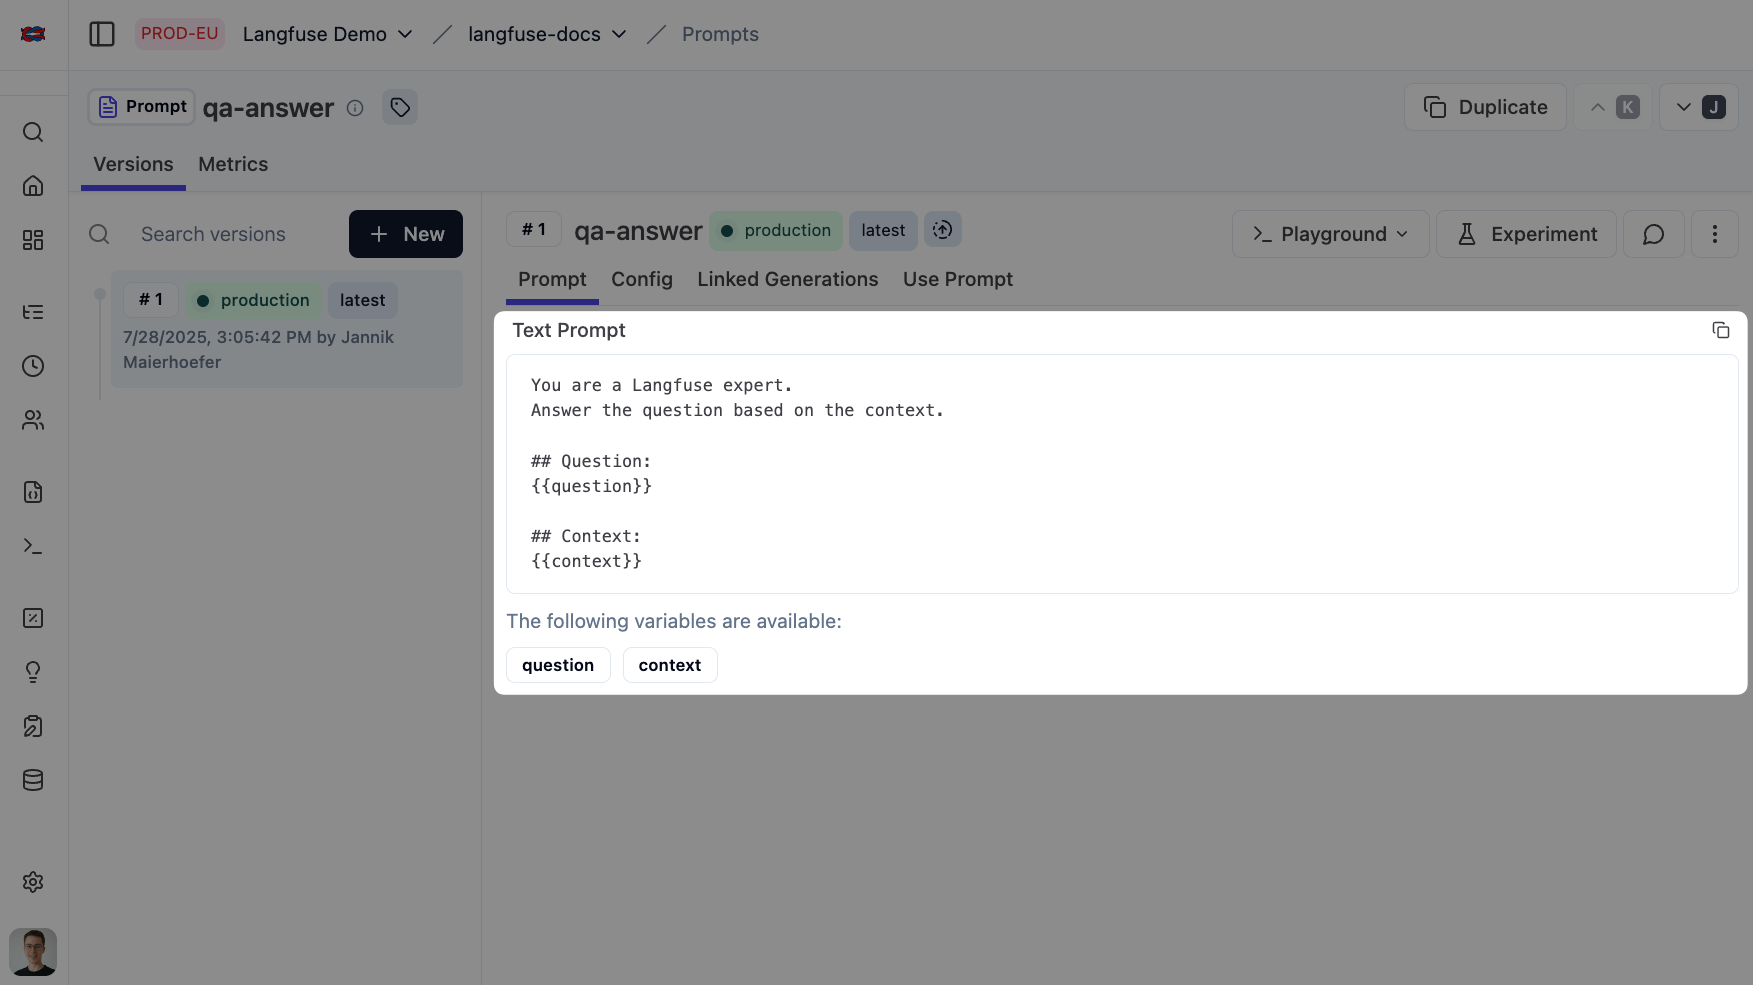 PROD-EU Langfuse Demo langfuse-docs Prompts
Prompt qa-answer
Duplicate K J
Versions Metrics
Search versions
New
# 1 production latest
7/28/2025, 3:05:42 PM by Jannik
Maierhoefer
# 1 qa-answer production latest
Playground Experiment
Prompt Config Linked Generations Use Prompt
Text Prompt
You are a Langfuse expert.
Answer the question based on the context.
## Question:
{{question}}
## Context:
{{context}}
The following variables are available:
question context